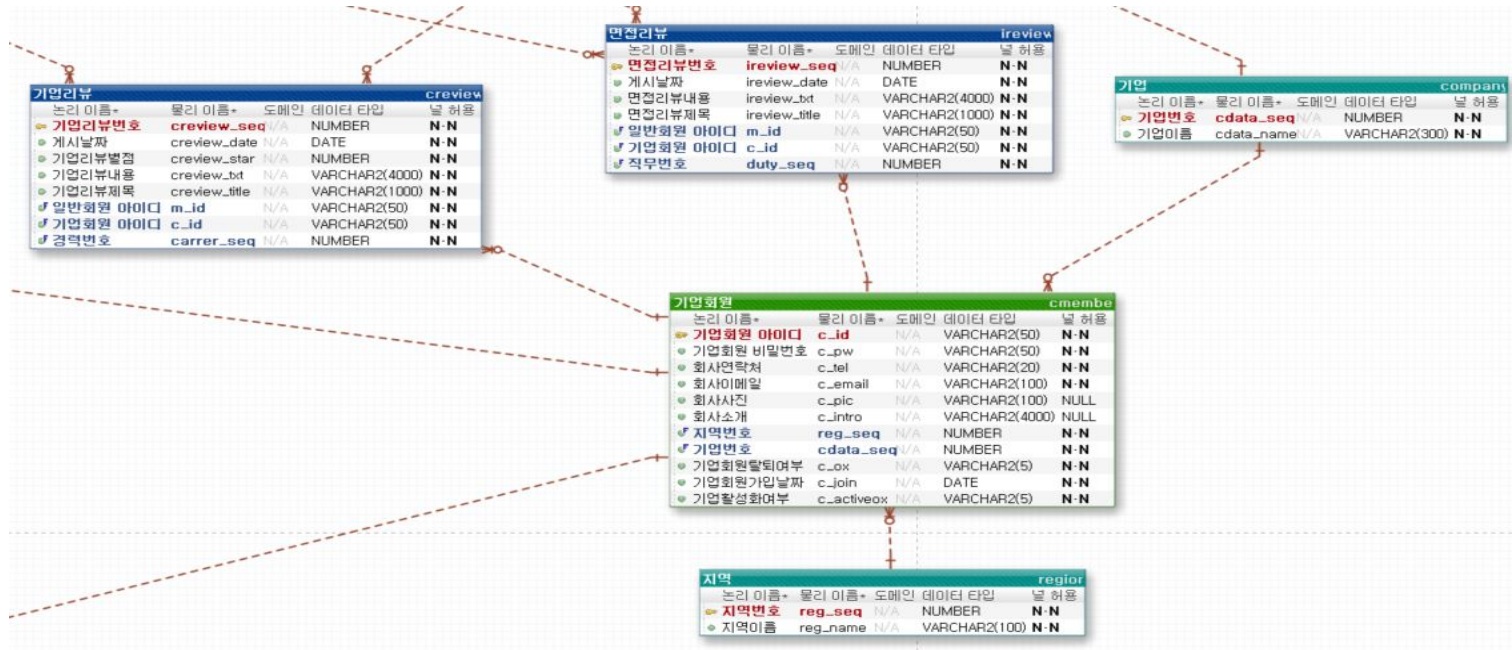 면접리뷰 ireview
논리 이름* 물리 이름* 도메인 데이터 타입 널 허용
면접리뷰번호 ireview_seq N/A NUMBER N-N
게시날짜 ireview_date N/A DATE N-N
면접리뷰내용 ireview_txt N/A VARCHAR2(4000) N-N
면접리뷰제목 ireview_title N/A VARCHAR2(1000) N-N
일반회원 아이디 m_id N/A VARCHAR2(50) N-N
기업회원 아이디 c_id N/A VARCHAR2(50) N-N
직무번호 duty_seq N/A NUMBER N-N
기업리뷰 creview
논리 이름* 물리 이름* 도메인 데이터 타입 널 허용
기업리뷰번호 creview_seq N/A NUMBER N-N
게시날짜 creview_date N/A DATE N-N
기업리뷰별점 creview_star N/A NUMBER N-N
기업리뷰내용 creview_txt N/A VARCHAR2(4000) N-N
기업리뷰제목 creview_title N/A VARCHAR2(1000) N-N
일반회원 아이디 m_id N/A VARCHAR2(50) N-N
기업회원 아이디 c_id N/A VARCHAR2(50) N-N
경력번호 carrer_seq N/A NUMBER N-N
기업 company
논리 이름* 물리 이름* 도메인 데이터 타입 널 허용
기업번호 cdata_seq N/A NUMBER N-N
기업이름 cdata_name N/A VARCHAR2(300) N-N
기업회원 cmembe
논리 이름* 물리 이름* 도메인 데이터 타입 널 허용
기업회원 아이디 c_id N/A VARCHAR2(50) N-N
기업회원 비밀번호 c_pw N/A VARCHAR2(50) N-N
회사연락처 c_tel N/A VARCHAR2(20) N-N
회사이메일 c_email N/A VARCHAR2(100) N-N
회사사진 c_pic N/A VARCHAR2(100) NULL
회사소개 c_intro N/A VARCHAR2(4000) NULL
지역번호 reg_seq N/A NUMBER N-N
기업번호 cdata_seq N/A NUMBER N-N
기업회원탈퇴여부 c_ox N/A VARCHAR2(5) N-N
기업회원가입날짜 c_join N/A DATE N-N
기업활성화여부 c_activeox N/A VARCHAR2(5) N-N
지역 region
논리 이름* 물리 이름* 도메인 데이터 타입 널 허용
지역번호 reg_seq N/A NUMBER N-N
지역이름 reg_name N/A VARCHAR2(100) N-N